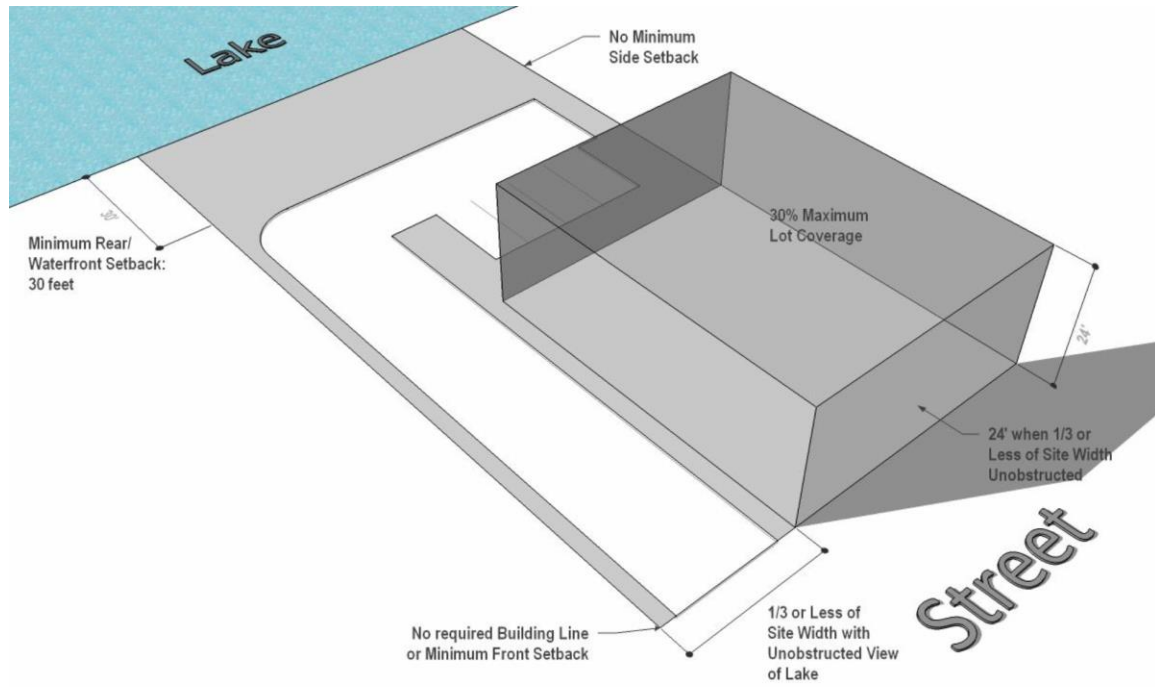 Lake
No Minimum
Side Setback
30% Maximum
Lot Coverage
Minimum Rear/
Waterfront Setback:
30 feet
24'
24' when 1/3 or
Less of Site Width
Unobstructed
Street
1/3 or Less of
Site Width with
Unobstructed View
of Lake
No required Building Line
or Minimum Front Setback